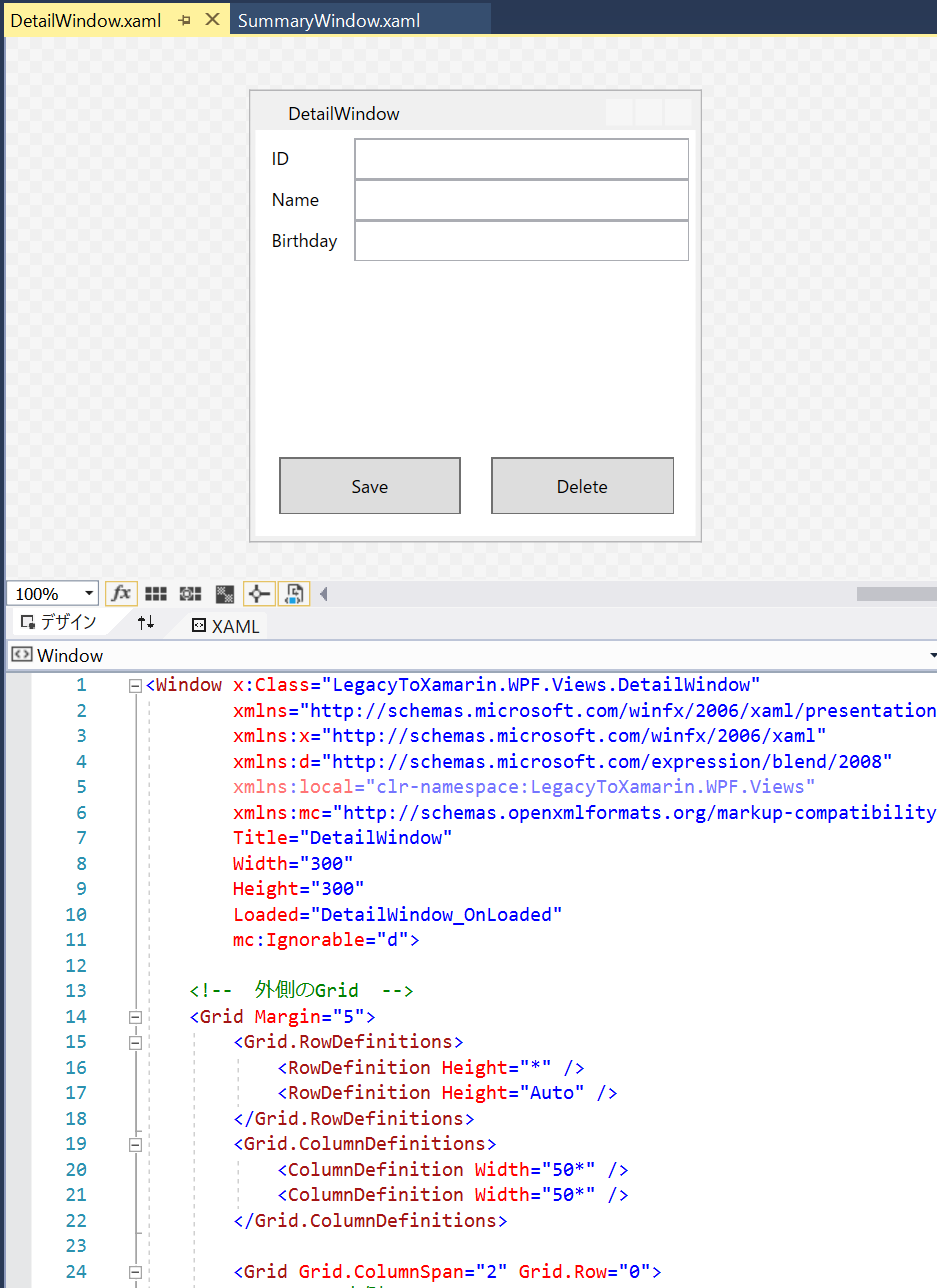 DetailWindow.xaml SummaryWindow.xaml
DetailWindow
ID
Name
Birthday
Save Delete
100% fx
デザイン XAML
Window
1 <Window x:Class="LegacyToXamarin.WPF.Views.DetailWindow"
2 xmlns="http://schemas.microsoft.com/winfx/2006/xaml/presentation
3 xmlns:x="http://schemas.microsoft.com/winfx/2006/xaml"
4 xmlns:d="http://schemas.microsoft.com/expression/blend/2008"
5 xmlns:local="clr-namespace:LegacyToXamarin.WPF.Views"
6 xmlns:mc="http://schemas.openxmlformats.org/markup-compatibility
7 Title="DetailWindow"
8 Width="300"
9 Height="300"
10 Loaded="DetailWindow_OnLoaded"
11 mc:Ignorable="d">
12
13 <!--  外側のGrid  -->
14 <Grid Margin="5">
15 <Grid.RowDefinitions>
16 <RowDefinition Height="*" />
17 <RowDefinition Height="Auto" />
18 </Grid.RowDefinitions>
19 <Grid.ColumnDefinitions>
20 <ColumnDefinition Width="50*" />
21 <ColumnDefinition Width="50*" />
22 </Grid.ColumnDefinitions>
23
24 <Grid Grid.ColumnSpan="2" Grid.Row="0">